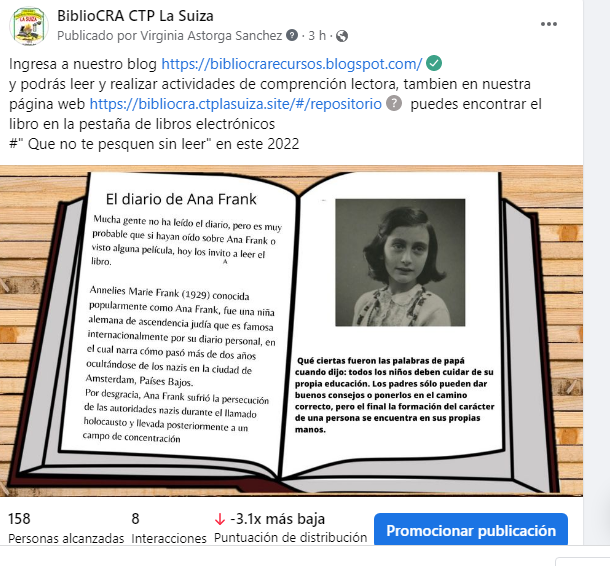 BiblioCRA CTP La Suiza
Publicado por Virginia Astorga Sanchez ? · 3 h ·
Ingresa a nuestro blog https://bibliocrarecursos.blogspot.com/
y podrás leer y realizar actividades de comprención lectora, tambien en nuestra
página web https://bibliocra.ctplasuiza.site/#/repositorio ? puedes encontrar el
libro en la pestaña de libros electrónicos
#" Que no te pesquen sin leer" en este 2022
El diario de Ana Frank
Mucha gente no ha leído el diario, pero es muy
probable que si hayan oído sobre Ana Frank o
visto alguna película, hoy los invito a leer el
libro.
Annelies Marie Frank (1929) conocida
popularmente como Ana Frank, fue una niña
alemana de ascendencia judía que es famosa
internacionalmente por su diario personal, en
el cual narra cómo pasó más de dos años
ocultándose de los nazis en la ciudad de
Amsterdam, Países Bajos.
Por desgracia, Ana Frank sufrió la persecución
de las autoridades nazis durante el llamado
holocausto y llevada posteriormente a un
campo de concentración
Qué ciertas fueron las palabras de papá
cuando dijo: todos los niños deben cuidar de su
propia educación. Los padres sólo pueden dar
buenos consejos o ponerlos en el camino
correcto, pero el final la formación del carácter
de una persona se encuentra en sus propias
manos.
158
Personas alcanzadas
8
Interacciones
-3.1x más baja
Puntuación de distribución
Promocionar publicación